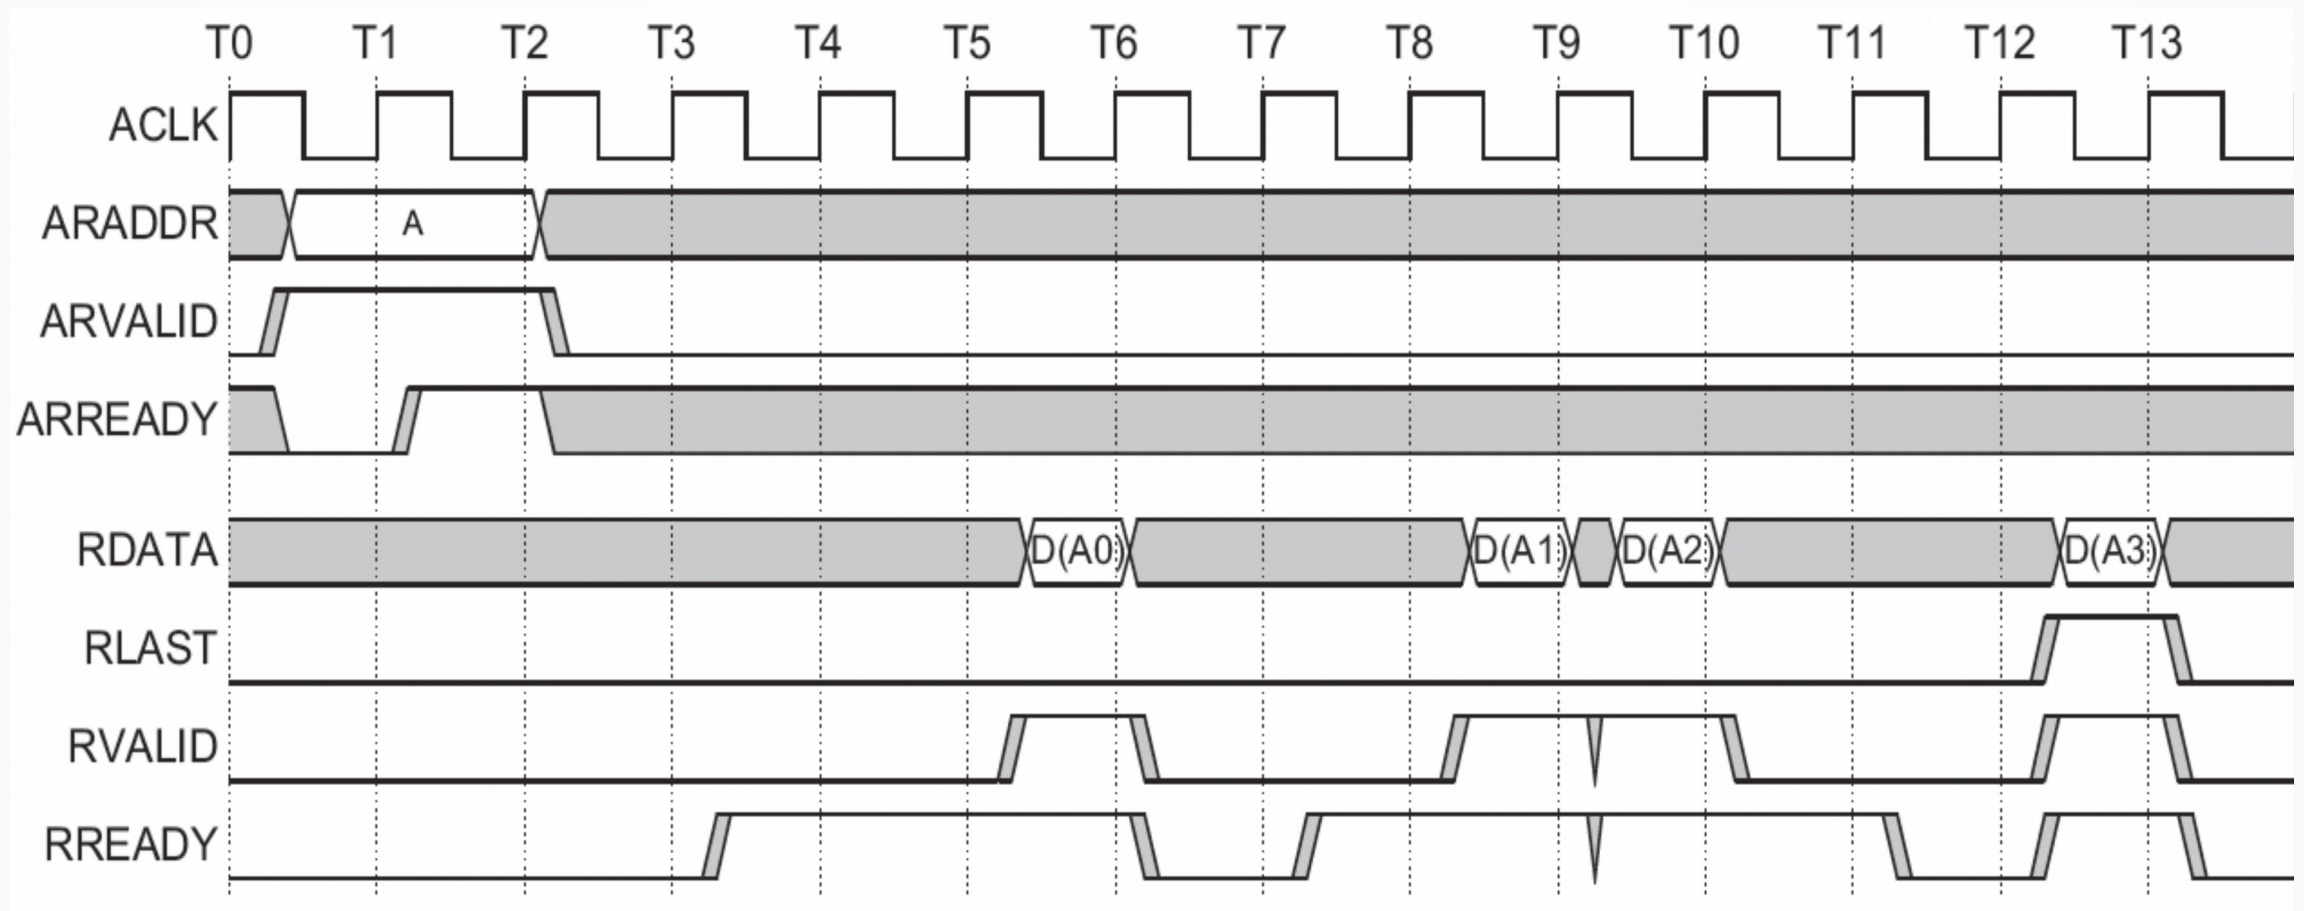 T0 T1 T2 T3 T4 T5 T6 T7 T8 T9 T10 T11 T12 T13
ACLK
ARADDR A
ARVALID
ARREADY
RDATA D(A0) D(A1) D(A2) D(A3)
RLAST
RVALID
RREADY